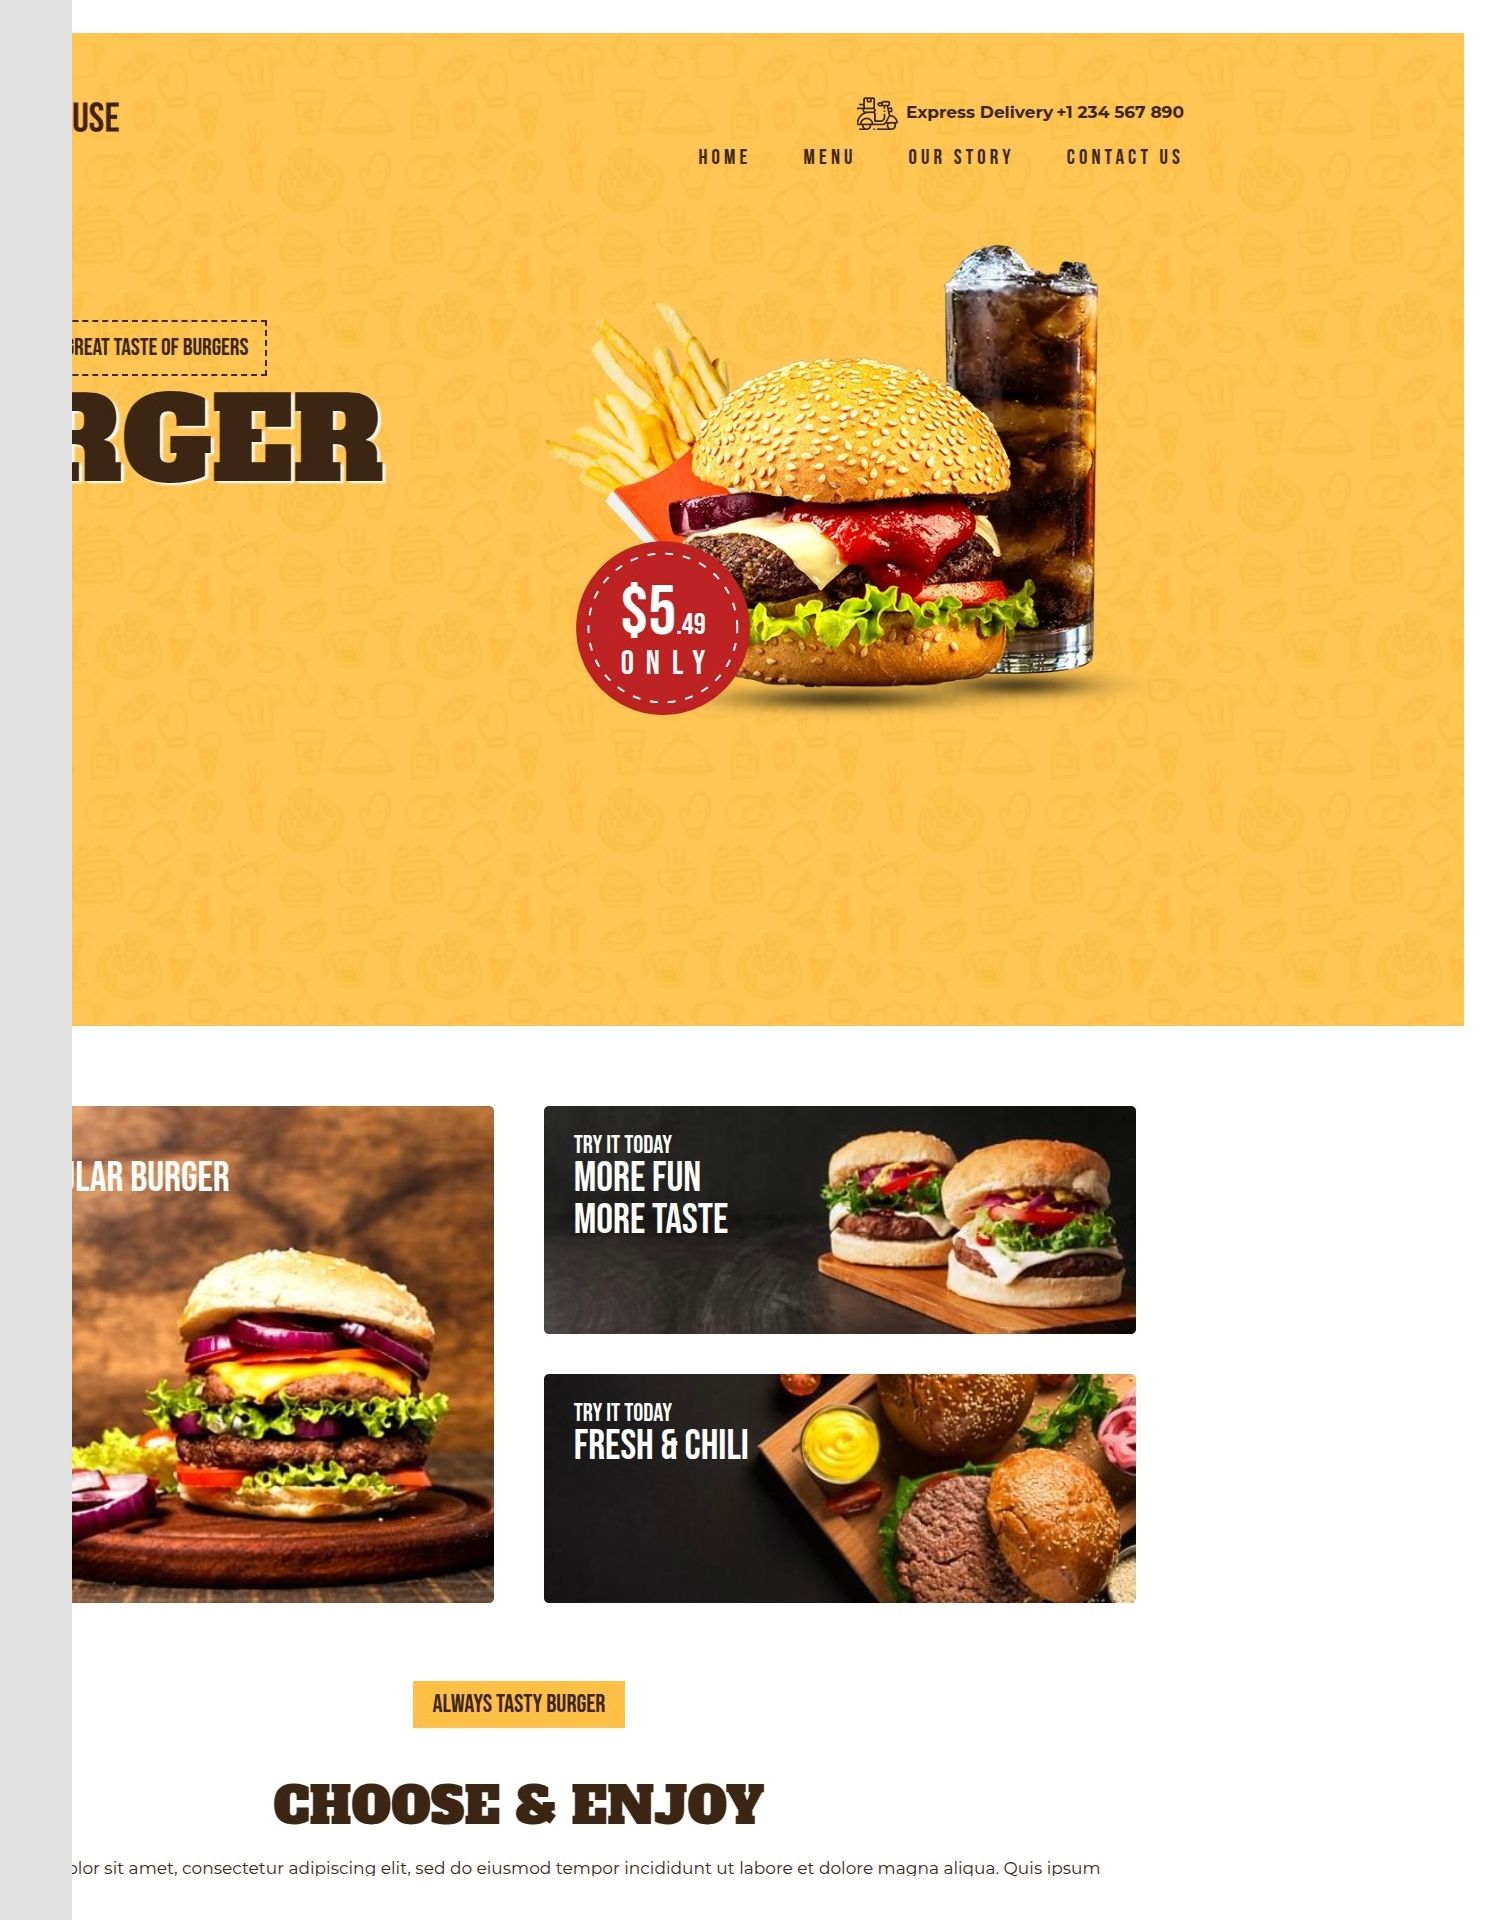 USE
Express Delivery +1 234 567 890
HOME MENU OUR STORY CONTACT US
GREAT TASTE OF BURGERS
RGER
$5.49
ONLY
LAR BURGER
TRY IT TODAY
MORE FUN
MORE TASTE
TRY IT TODAY
FRESH & CHILI
ALWAYS TASTY BURGER
CHOOSE & ENJOY
olor sit amet, consectetur adipiscing elit, sed do eiusmod tempor incididunt ut labore et dolore magna aliqua. Quis ipsum